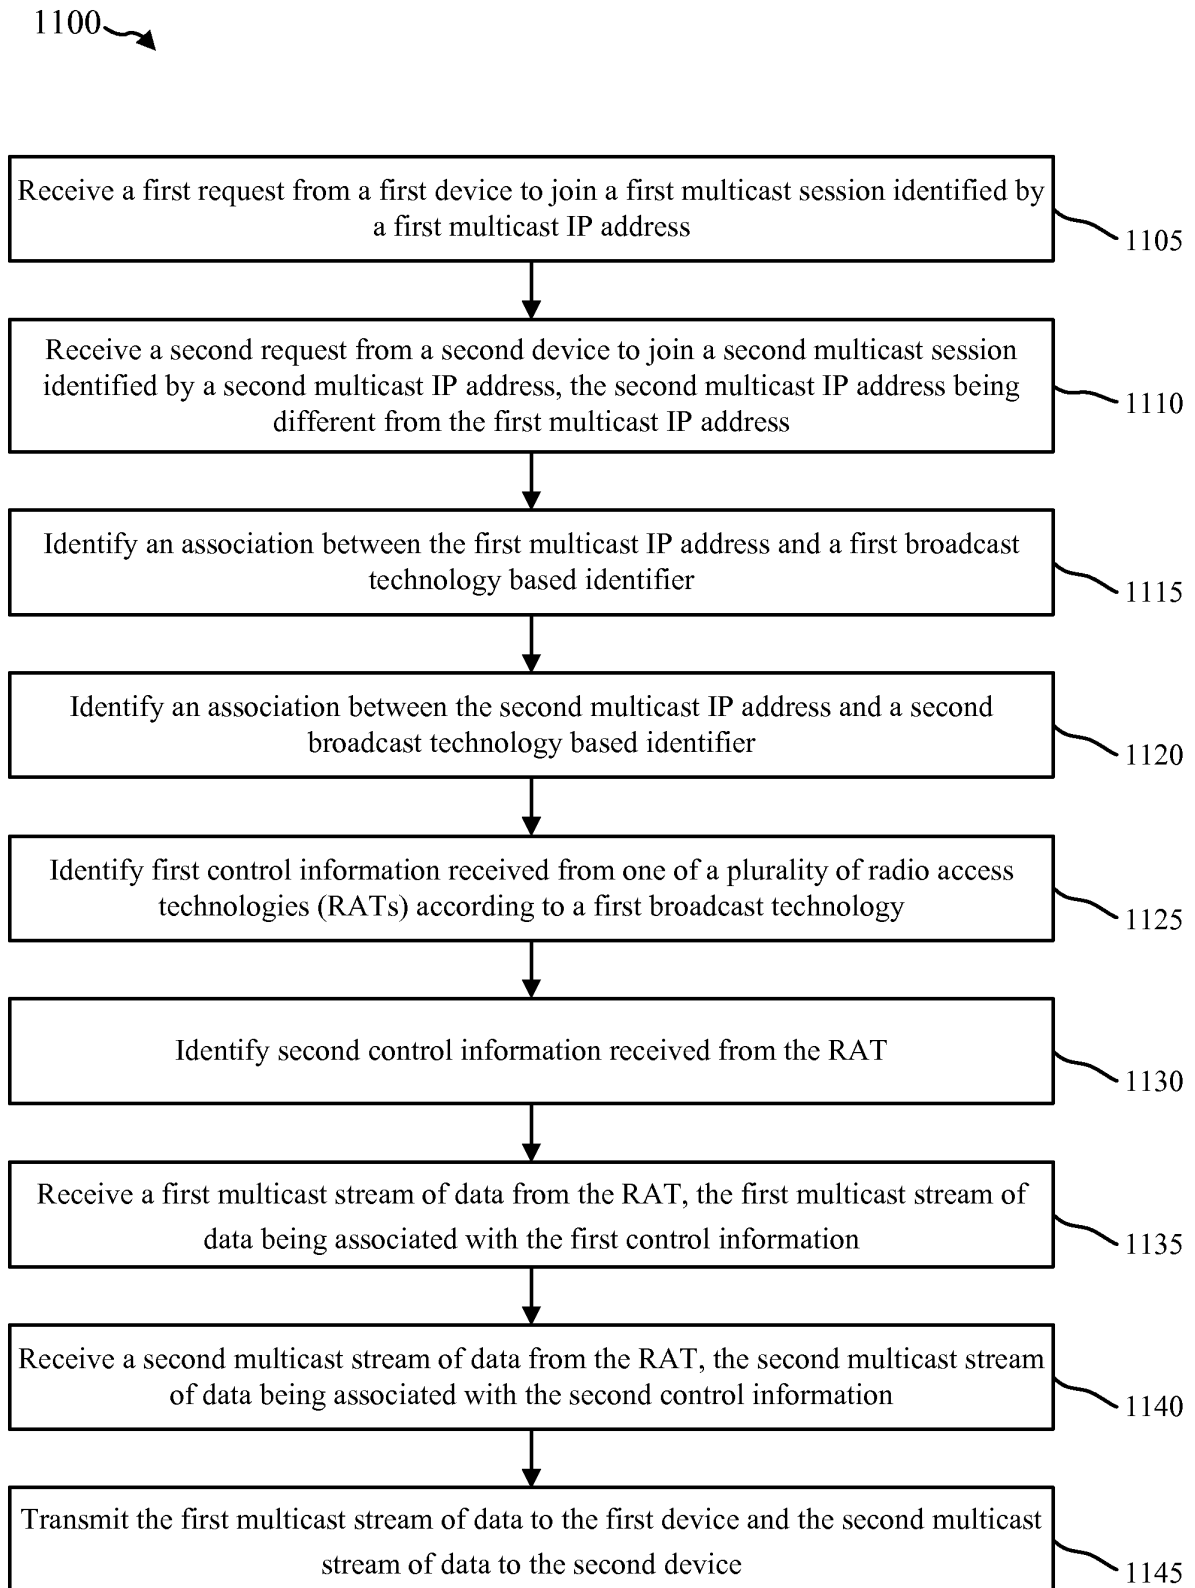 1100
Receive a first request from a first device to join a first multicast session identified by
a first multicast IP address
1105
Receive a second request from a second device to join a second multicast session
identified by a second multicast IP address, the second multicast IP address being
different from the first multicast IP address
1110
Identify an association between the first multicast IP address and a first broadcast
technology based identifier
1115
Identify an association between the second multicast IP address and a second
broadcast technology based identifier
1120
Identify first control information received from one of a plurality of radio access
technologies (RATs) according to a first broadcast technology
1125
Identify second control information received from the RAT
1130
Receive a first multicast stream of data from the RAT, the first multicast stream of
data being associated with the first control information
1135
Receive a second multicast stream of data from the RAT, the second multicast stream
of data being associated with the second control information
1140
Transmit the first multicast stream of data to the first device and the second multicast
stream of data to the second device
1145